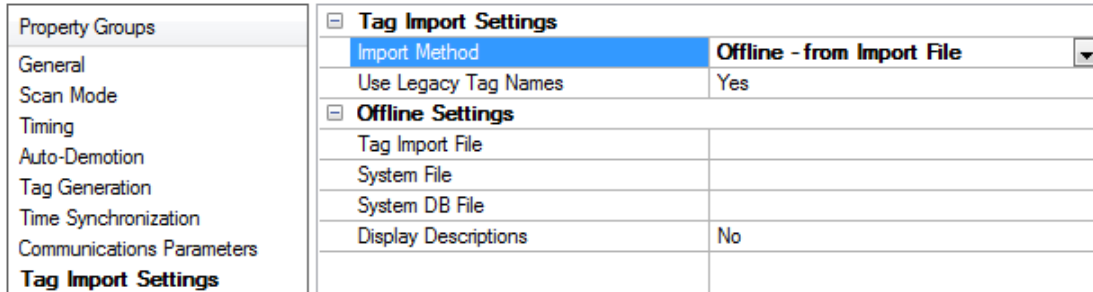 Property Groups
General
Scan Mode
Timing
Auto-Demotion
Tag Generation
Time Synchronization
Communications Parameters
Tag Import Settings
Tag Import Settings
Import Method Offline - from Import File
Use Legacy Tag Names Yes
Offline Settings
Tag Import File
System File
System DB File
Display Descriptions No